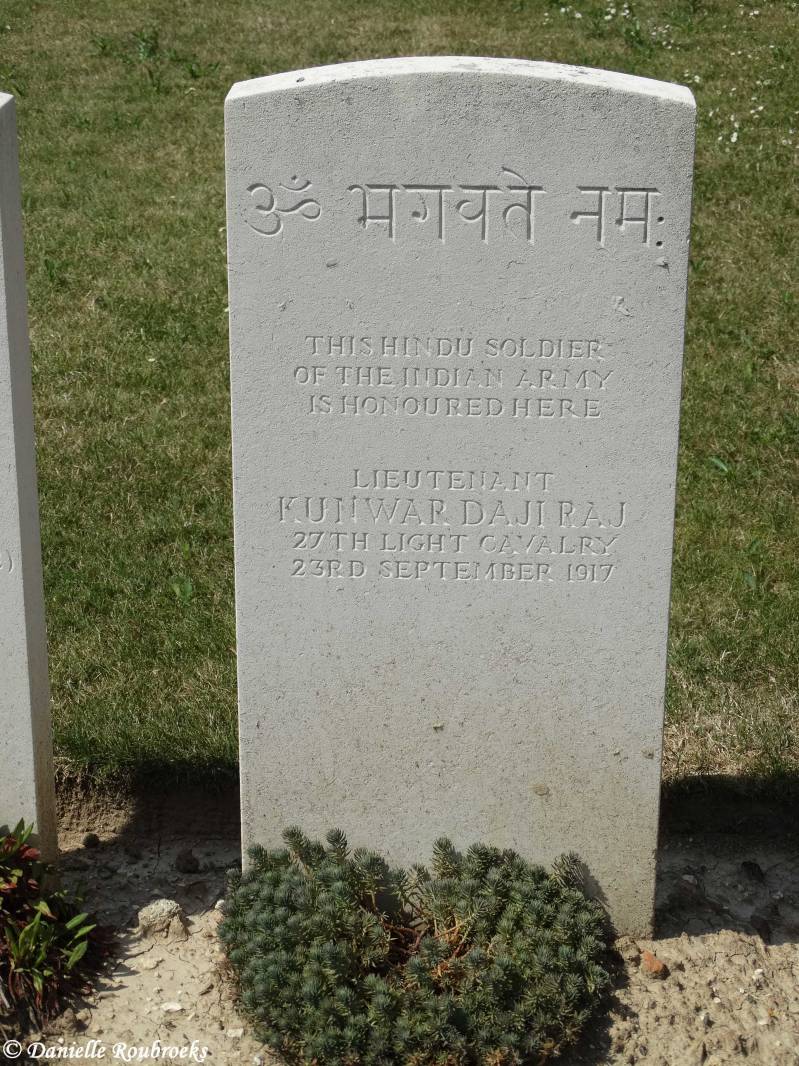 ॐ भगवते नमः
THIS HINDU SOLDIER
OF THE INDIAN ARMY
IS HONOURED HERE
LIEUTENANT
KUNWAR DAJI RAJ
27TH LIGHT CAVALRY
23RD SEPTEMBER 1917
© Danielle Roubroeks